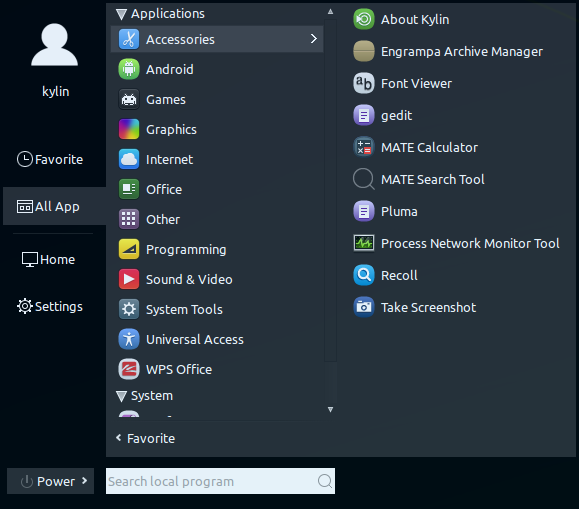 kylin
Favorite
All App
Home
Settings
Power
Applications
Accessories
Android
Games
Graphics
Internet
Office
Other
Programming
Sound & Video
System Tools
Universal Access
WPS Office
System
Favorite
Search local program
About Kylin
Engrampa Archive Manager
Font Viewer
gedit
MATE Calculator
MATE Search Tool
Pluma
Process Network Monitor Tool
Recoll
Take Screenshot